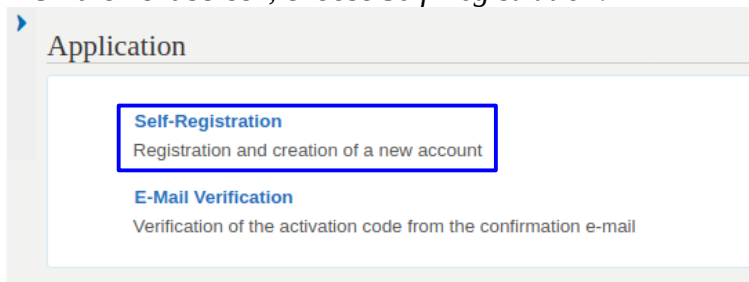 Application
Self-Registration
Registration and creation of a new account
E-Mail Verification
Verification of the activation code from the confirmation e-mail